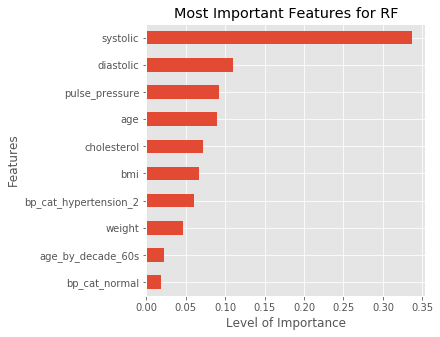 Most Important Features for RF
Features
systolic
diastolic
pulse_pressure
age
cholesterol
bmi
bp_cat_hypertension_2
weight
age_by_decade_60s
bp_cat_normal
0.00 0.05 0.10 0.15 0.20 0.25 0.30 0.35
Level of Importance